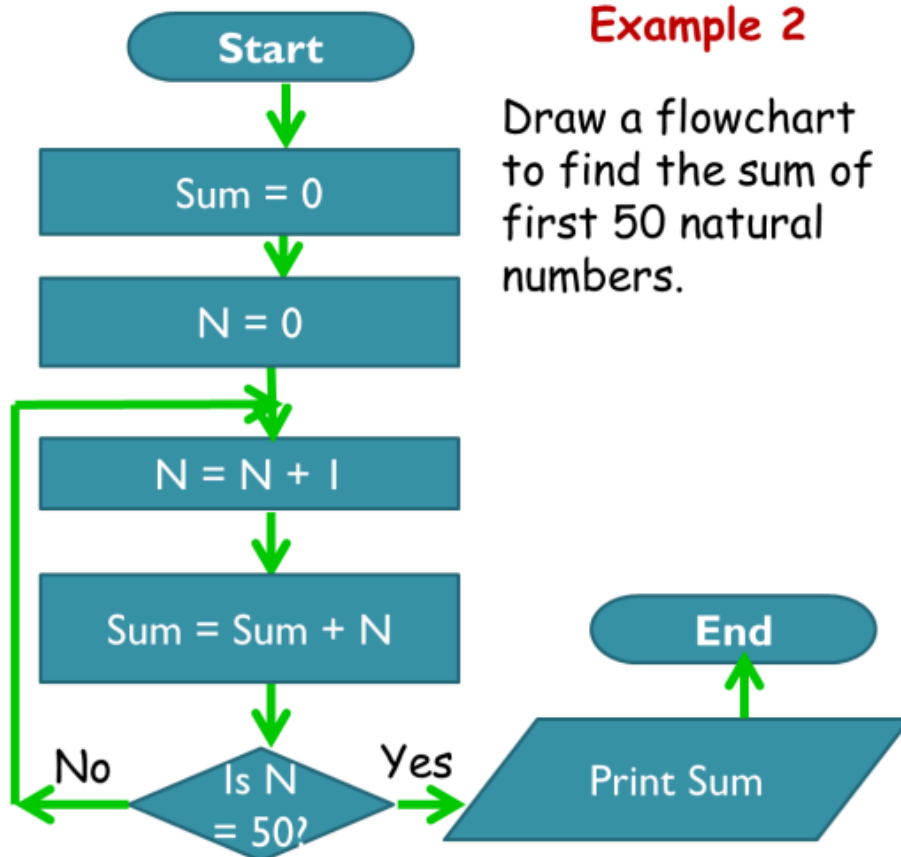 Example 2
Draw a flowchart
to find the sum of
first 50 natural
numbers.
Start
Sum = 0
N = 0
N = N + 1
Sum = Sum + N
Is N
= 50?
No
Yes
Print Sum
End